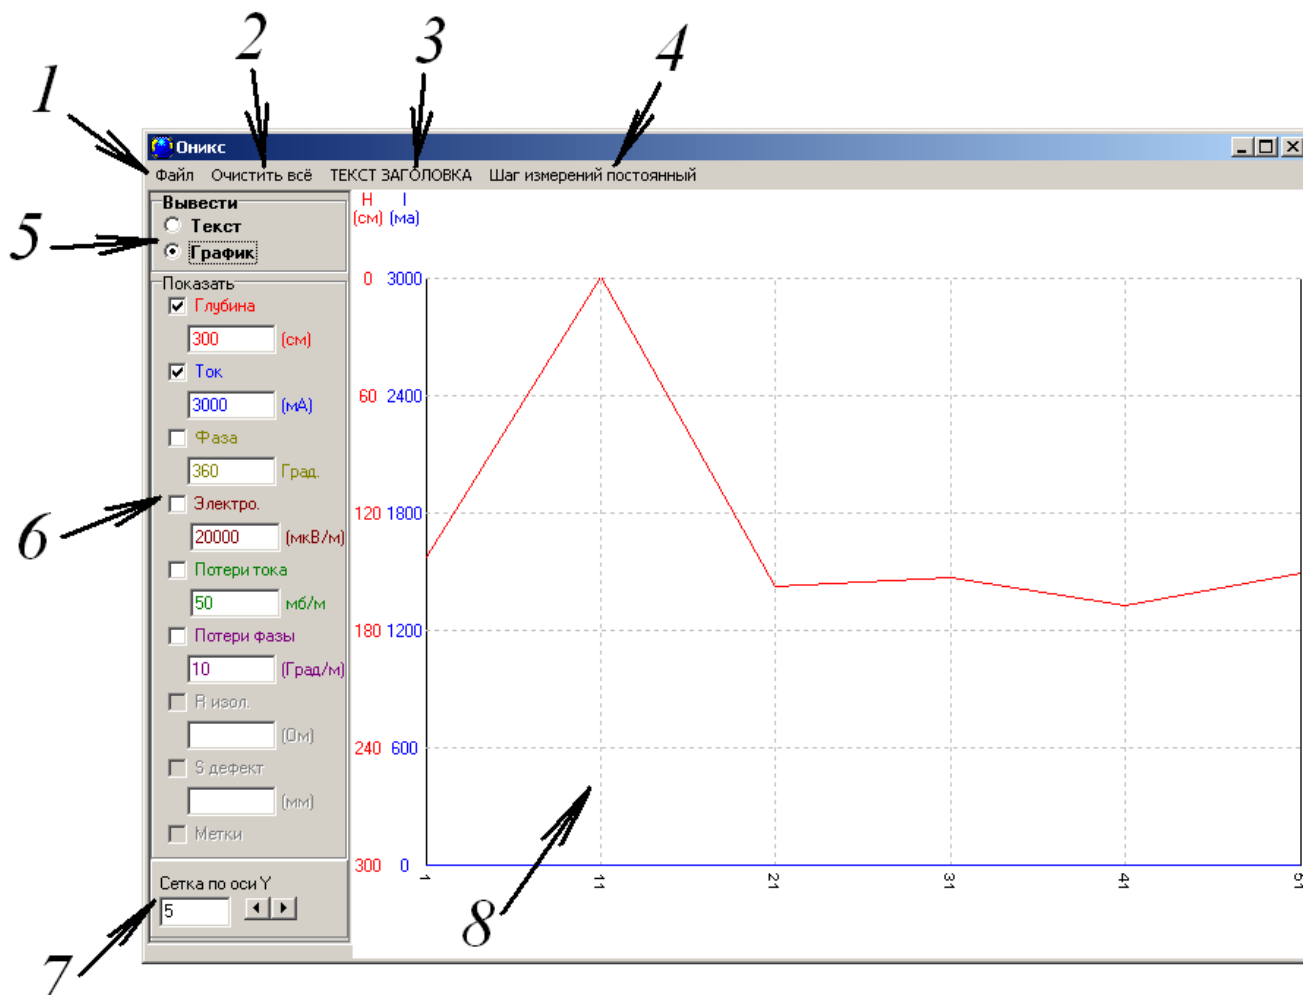 1
2
3
4
Оникс
Файл Очистить всё ТЕКСТ ЗАГОЛОВКА Шаг измерений постоянный
5
Вывести
Текст
График
Показать
Глубина
300 (см)
Ток
3000 (мА)
Фаза
360 Град.
6
Электро.
20000 (мкВ/м)
Потери тока
50 мб/м
Потери фазы
10 (Град/м)
R изол.
(Ом)
S дефект
(мм)
Метки
7
Сетка по оси Y
5
H I
(см) (ма)
0 3000
60 2400
120 1800
180 1200
240 600
300 0
1 11 21 31 41 51
8